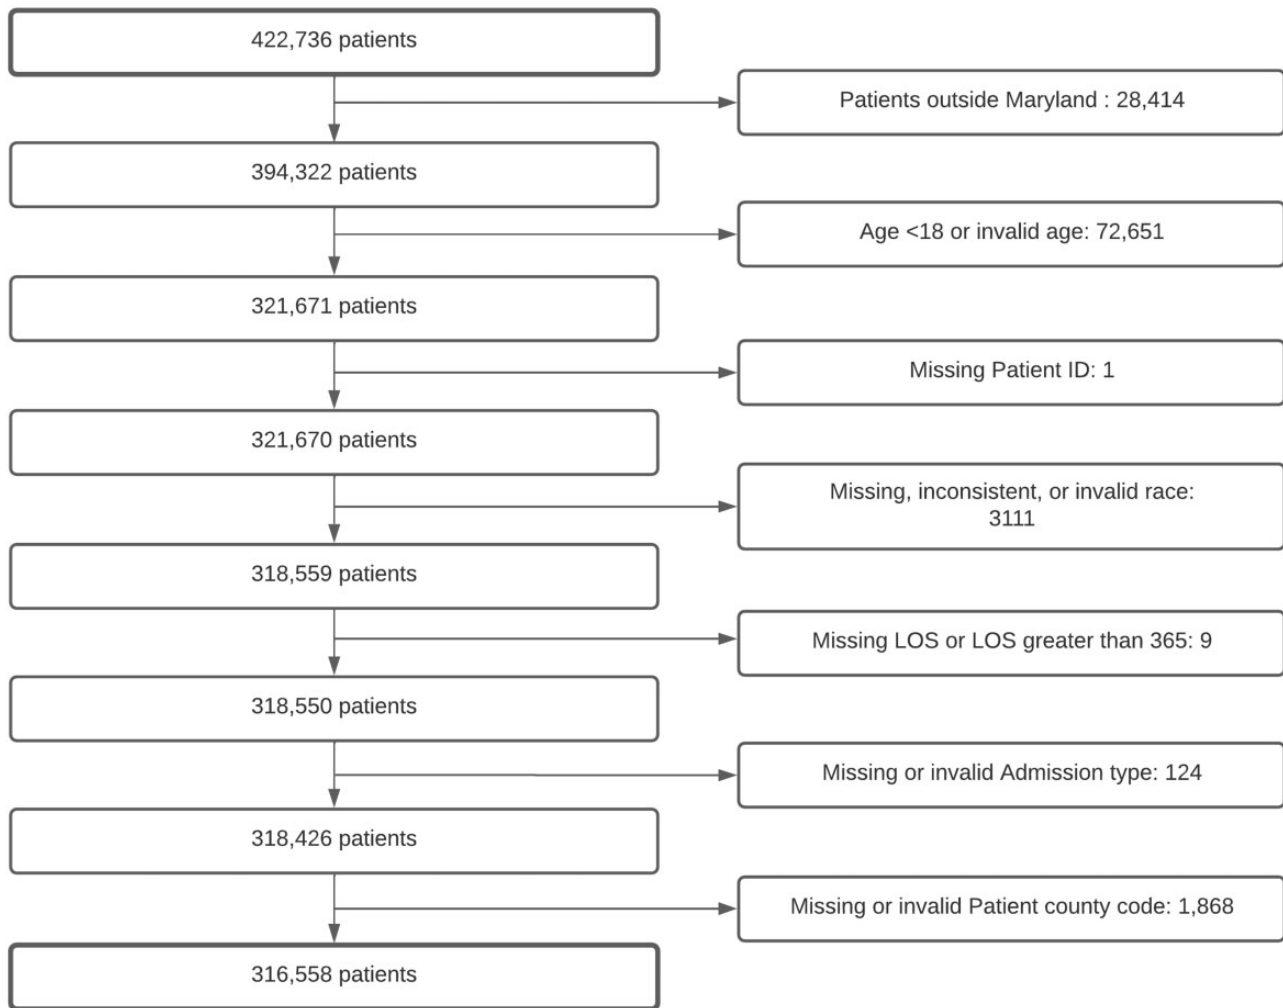 422,736 patients
Patients outside Maryland : 28,414
394,322 patients
Age <18 or invalid age: 72,651
321,671 patients
Missing Patient ID: 1
321,670 patients
Missing, inconsistent, or invalid race:
3111
318,559 patients
Missing LOS or LOS greater than 365: 9
318,550 patients
Missing or invalid Admission type: 124
318,426 patients
Missing or invalid Patient county code: 1,868
316,558 patients